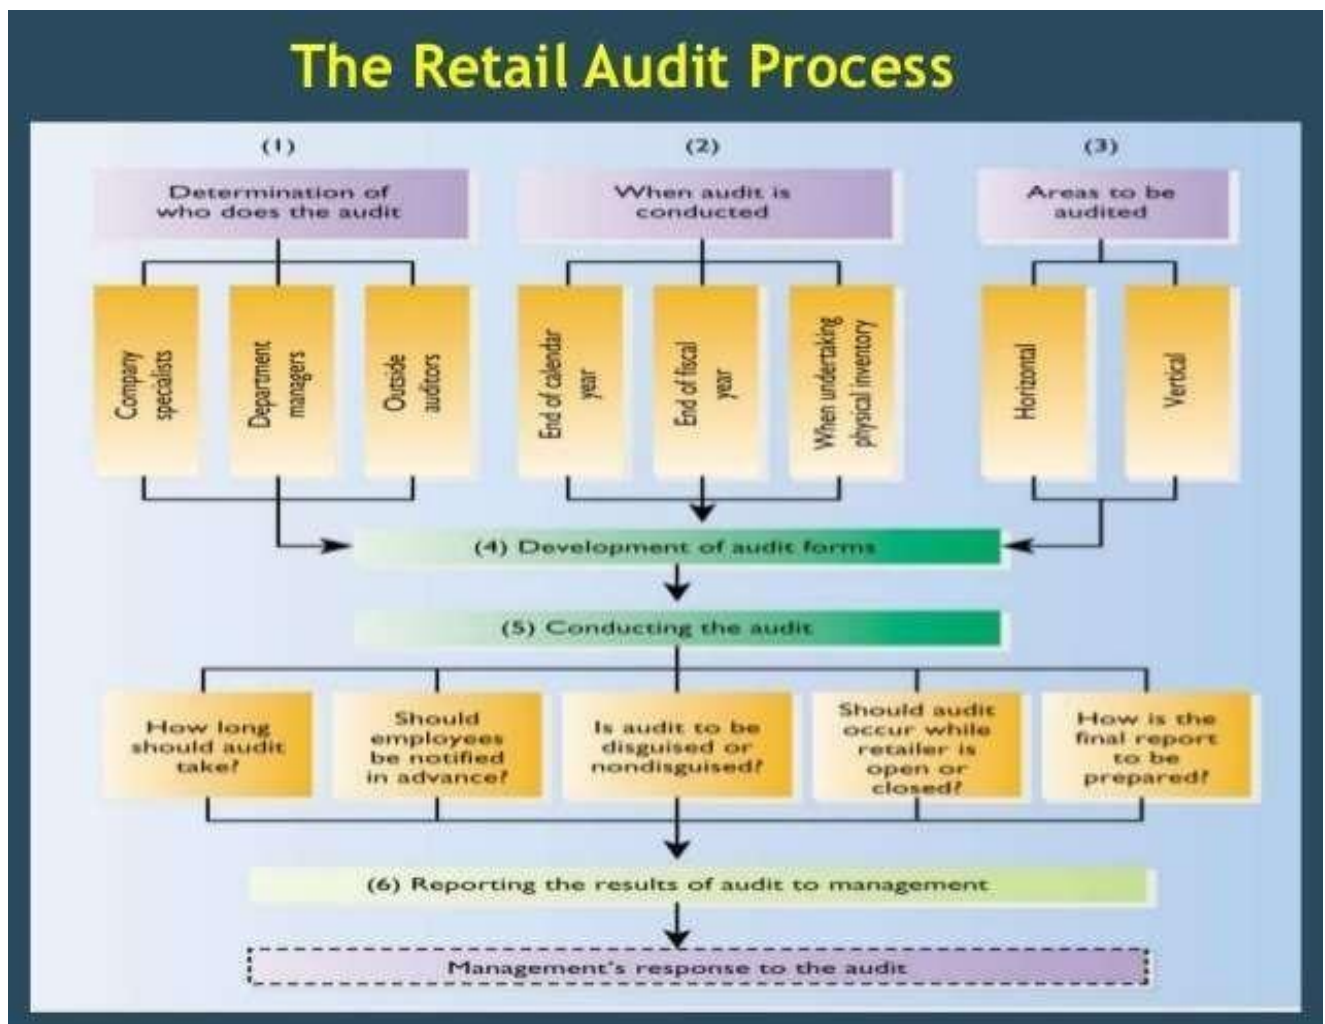 The Retail Audit Process
(1)
Determination of
who does the audit
(2)
When audit is
conducted
(3)
Areas to be
audited
Company
specialists
Department
managers
Outside
auditors
End of calendar
year
End of fiscal
year
When undertaking
physical inventory
Horizontal
Vertical
(4) Development of audit forms
(5) Conducting the audit
How long
should audit
take?
Should
employees
be notified
in advance?
Is audit to be
disguised or
nondisguised?
Should audit
occur while
retailer is
open or
closed?
How is the
final report
to be
prepared?
(6) Reporting the results of audit to management
Management's response to the audit